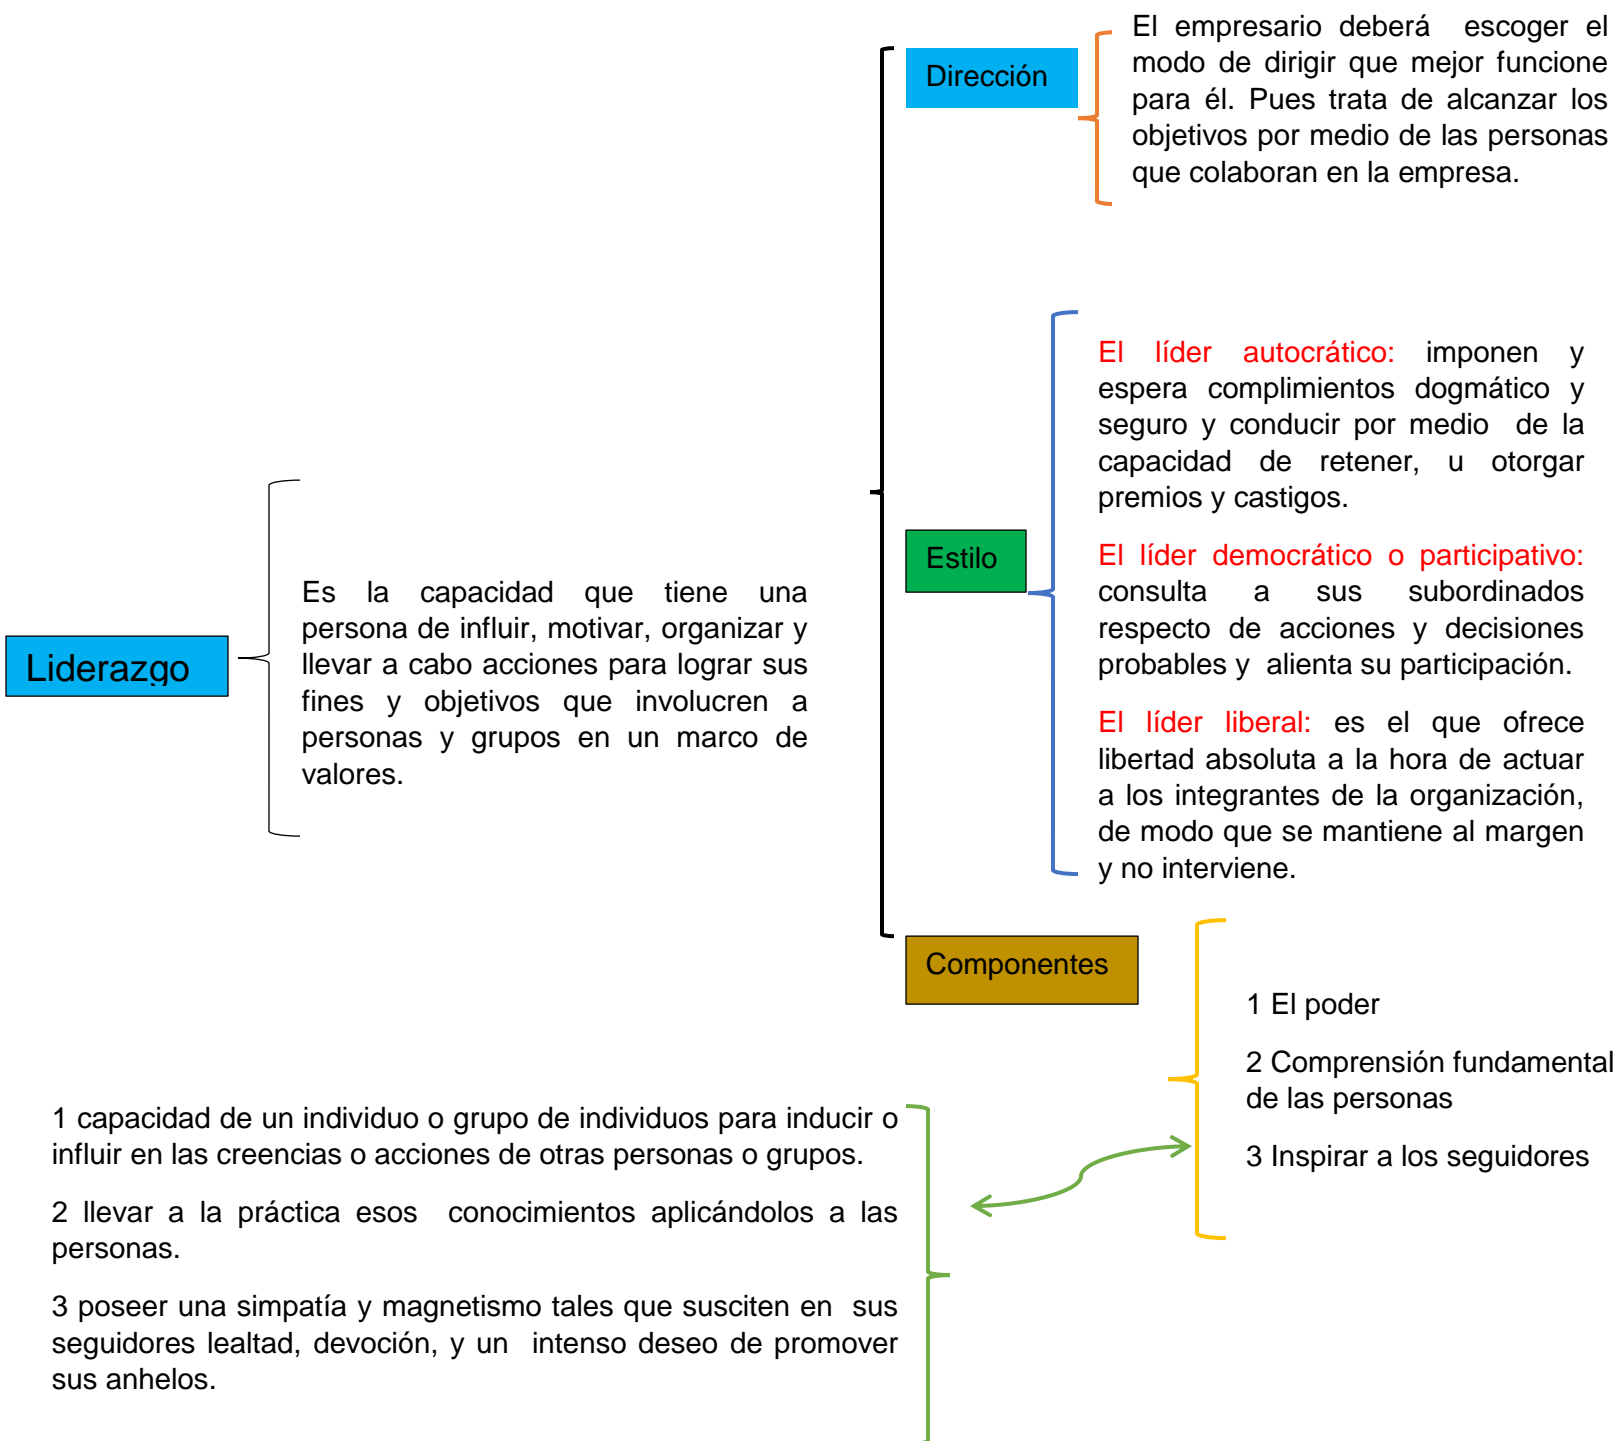 Liderazgo
Es la capacidad que tiene una
persona de influir, motivar, organizar y
llevar a cabo acciones para lograr sus
fines y objetivos que involucren a
personas y grupos en un marco de
valores.
Dirección
El empresario deberá escoger el
modo de dirigir que mejor funcione
para él. Pues trata de alcanzar los
objetivos por medio de las personas
que colaboran en la empresa.
Estilo
El líder autocrático: imponen y
espera complimientos dogmático y
seguro y conducir por medio de la
capacidad de retener, u otorgar
premios y castigos.
El líder democrático o participativo:
consulta a sus subordinados
respecto de acciones y decisiones
probables y alienta su participación.
El líder liberal: es el que ofrece
libertad absoluta a la hora de actuar
a los integrantes de la organización,
de modo que se mantiene al margen
y no interviene.
Componentes
1 El poder
2 Comprensión fundamental
de las personas
3 Inspirar a los seguidores
1 capacidad de un individuo o grupo de individuos para inducir o
influir en las creencias o acciones de otras personas o grupos.
2 llevar a la práctica esos conocimientos aplicándolos a las
personas.
3 poseer una simpatía y magnetismo tales que susciten en sus
seguidores lealtad, devoción, y un intenso deseo de promover
sus anhelos.